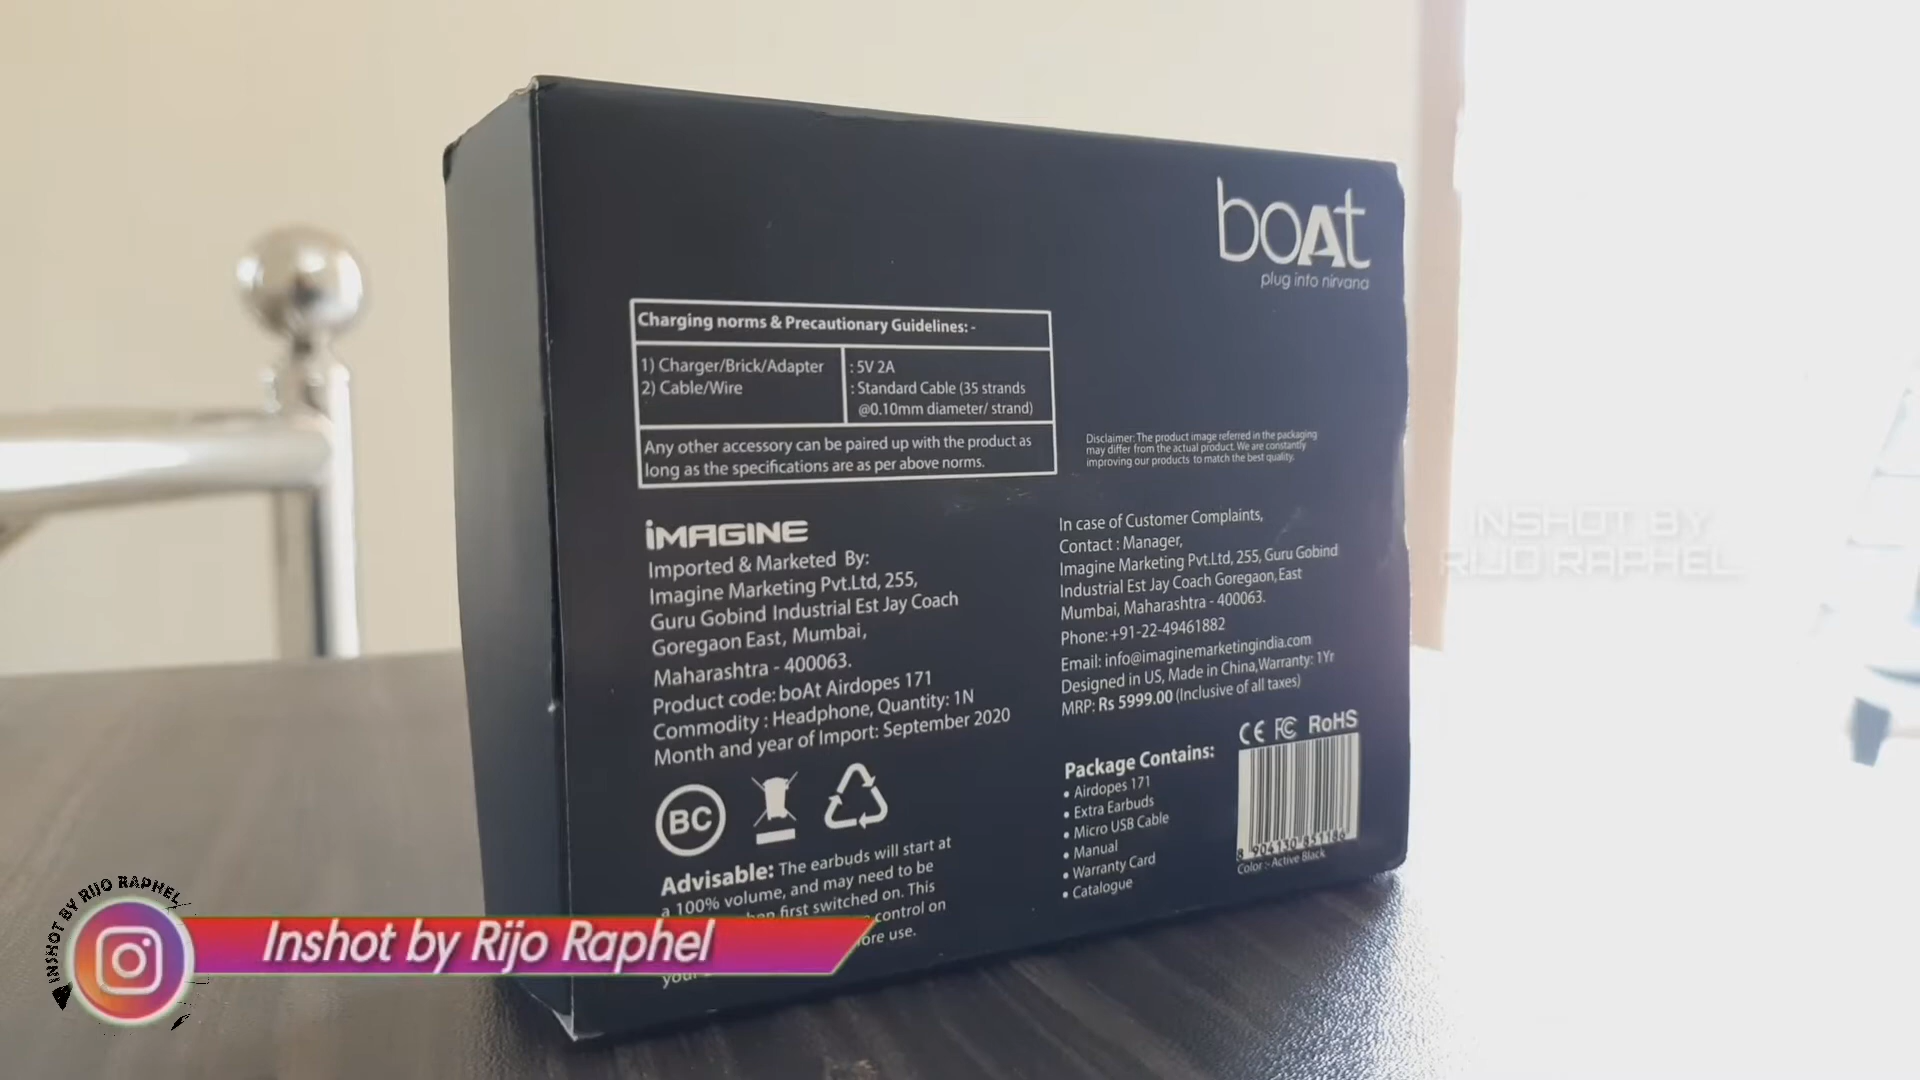 boAt
plug into nirvana
Charging norms & Precautionary Guidelines: -
1) Charger/Brick/Adapter : 5V 2A
2) Cable/Wire : Standard Cable (35 strands
@0.10mm diameter/ strand)
Any other accessory can be paired up with the product as
long as the specifications are as per above norms.
Disclaimer: The product image referred in the packaging
may differ from the actual product. We are constantly
improving our products to match the best quality.
iMAGINE
Imported & Marketed By:
Imagine Marketing Pvt.Ltd, 255,
Guru Gobind Industrial Est Jay Coach
Goregaon East, Mumbai,
Maharashtra - 400063.
Product code: boAt Airdopes 171
Commodity : Headphone, Quantity: 1N
Month and year of Import: September 2020
BC
Advisable: The earbuds will start at
a 100% volume, and may need to be
first switched on. This
control on
use.
In case of Customer Complaints,
Contact : Manager,
Imagine Marketing Pvt.Ltd, 255, Guru Gobind
Industrial Est Jay Coach Goregaon, East
Mumbai, Maharashtra - 400063.
Phone: +91-22-49461882
Email: info@imaginemarketingindia.com
Designed in US, Made in China, Warranty: 1Yr
MRP: Rs 5999.00 (Inclusive of all taxes)
CE FC RoHS
Package Contains:
• Airdopes 171
• Extra Earbuds
• Micro USB Cable
• Manual
• Warranty Card
• Catalogue
8 904130 851186
Color :- Active Black
INSHOT BY
RIJO RAPHEL
INSHOT BY RIJO RAPHEL
Inshot by Rijo Raphel